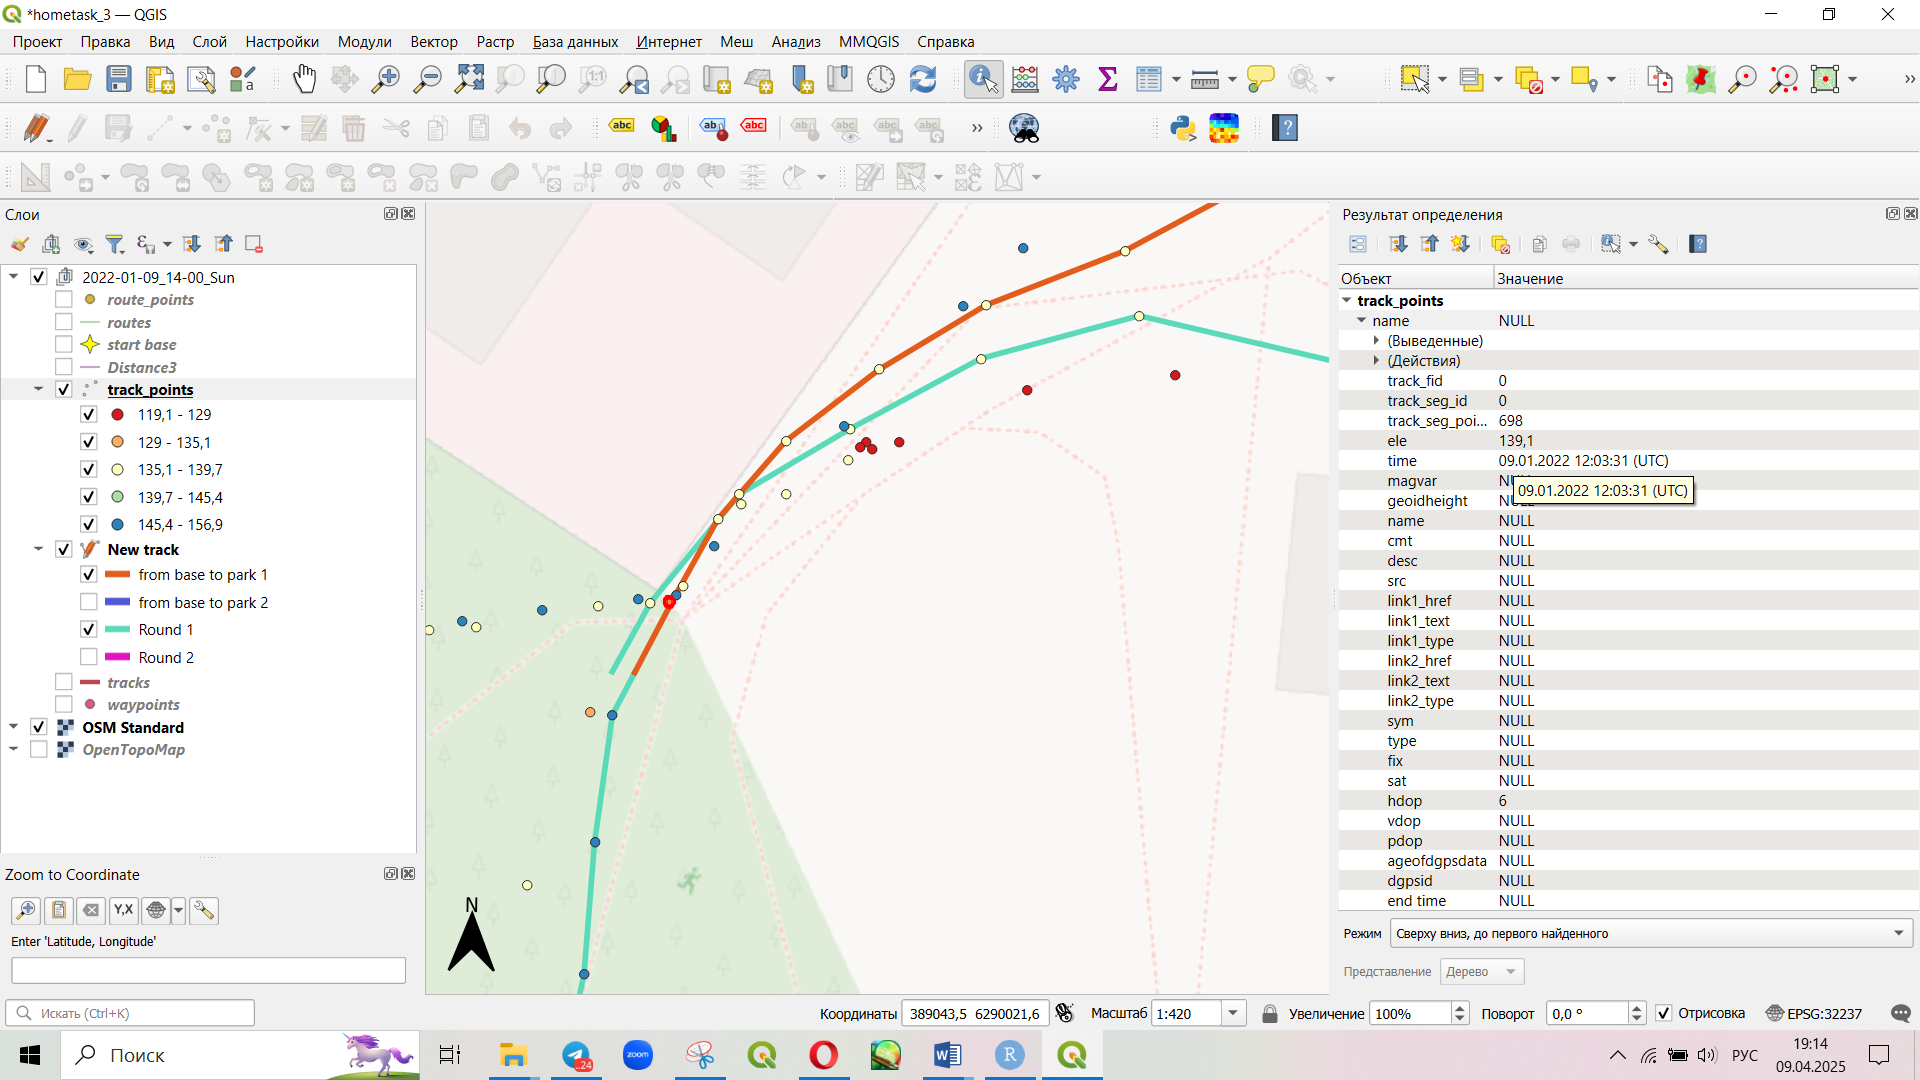 *hometask_3 — QGIS
Проект Правка Вид Слой Настройки Модули Вектор Растр База данных Интернет Меш Анализ MMQGIS Справка
Слои
2022-01-09_14-00_Sun
route_points
routes
start base
Distance3
track_points
119,1 - 129
129 - 135,1
135,1 - 139,7
139,7 - 145,4
145,4 - 156,9
New track
from base to park 1
from base to park 2
Round 1
Round 2
tracks
waypoints
OSM Standard
OpenTopoMap
Zoom to Coordinate
Y,X
Enter 'Latitude, Longitude'
N
Результат определения
Объект Значение
track_points
name NULL
(Выведенные)
(Действия)
track_fid 0
track_seg_id 0
track_seg_poi... 698
ele 139,1
time 09.01.2022 12:03:31 (UTC)
magvar NU
09.01.2022 12:03:31 (UTC)
geoidheight NULL
name NULL
cmt NULL
desc NULL
src NULL
link1_href NULL
link1_text NULL
link1_type NULL
link2_href NULL
link2_text NULL
link2_type NULL
sym NULL
type NULL
fix NULL
sat NULL
hdop 6
vdop NULL
pdop NULL
ageofdgpsdata NULL
dgpsid NULL
end time NULL
Режим Сверху вниз, до первого найденного
Представление Дерево
Искать (Ctrl+K)
Координаты 389043,5 6290021,6 Масштаб 1:420 Увеличение 100% Поворот 0,0 ° Отрисовка EPSG:32237
Поиск
..24
zoom
РУС
19:14
09.04.2025